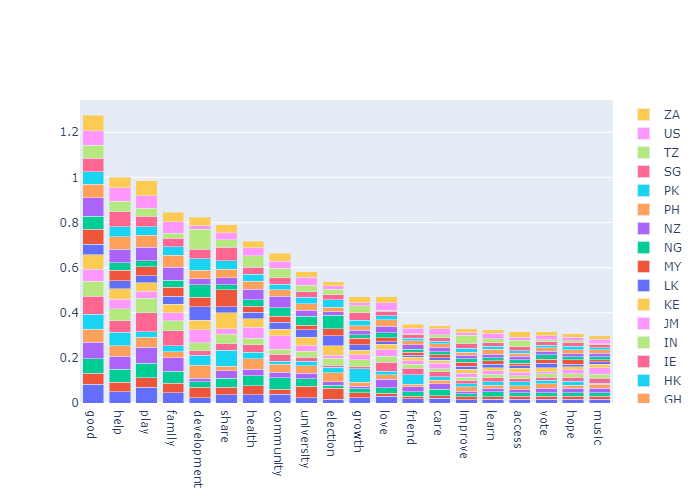 1.2
1
0.8
0.6
0.4
0.2
0
good
help
play
family
development
share
health
community
university
election
growth
love
friend
care
improve
learn
access
vote
hope
music
ZA
US
TZ
SG
PK
PH
NZ
NG
MY
LK
KE
JM
IN
IE
HK
GH